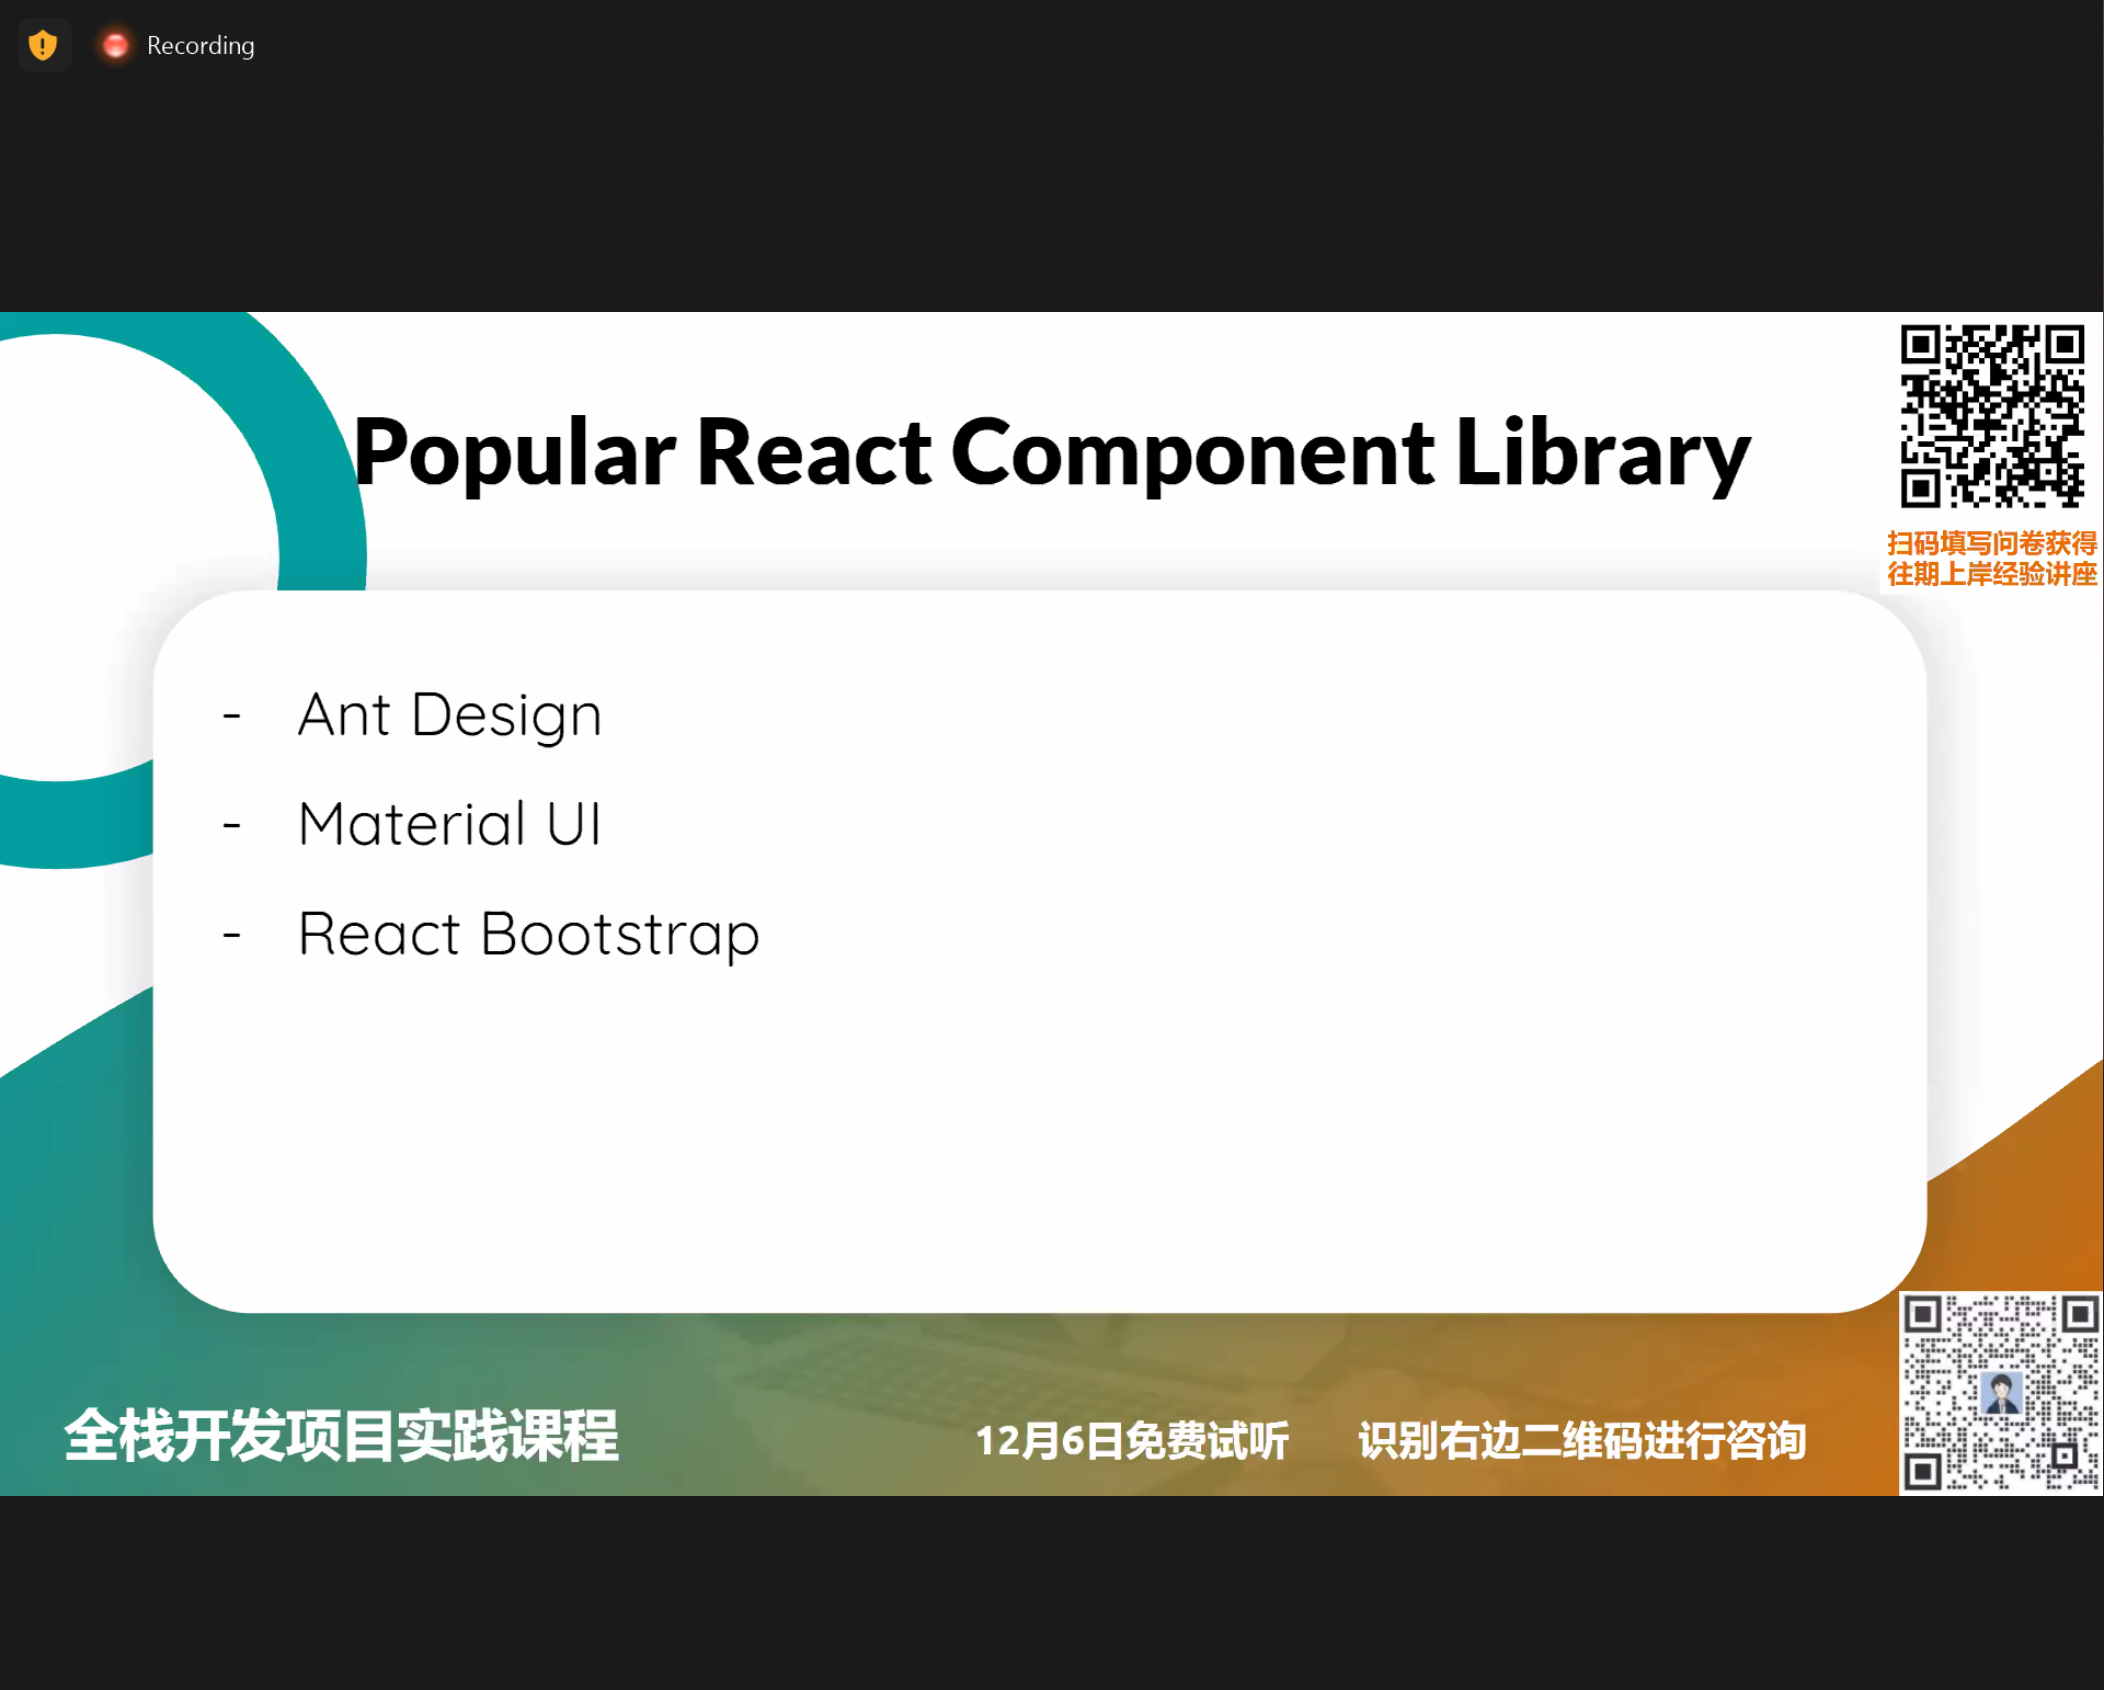 Recording
Popular React Component Library
扫码填写问卷获得
往期上岸经验讲座
- Ant Design
- Material UI
- React Bootstrap
全栈开发项目实践课程
12月6日免费试听 识别右边二维码进行咨询